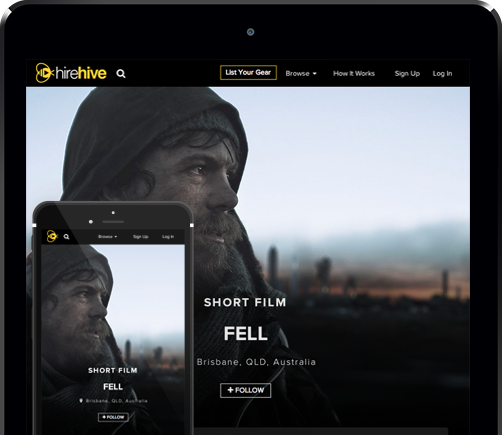 hirehive
List Your Gear
Browse
How It Works
Sign Up
Log In
SHORT FILM
FELL
Brisbane, QLD, Australia
+ FOLLOW
Browse
Sign Up
Log In
SHORT FILM
FELL
Brisbane, QLD, Australia
+ FOLLOW